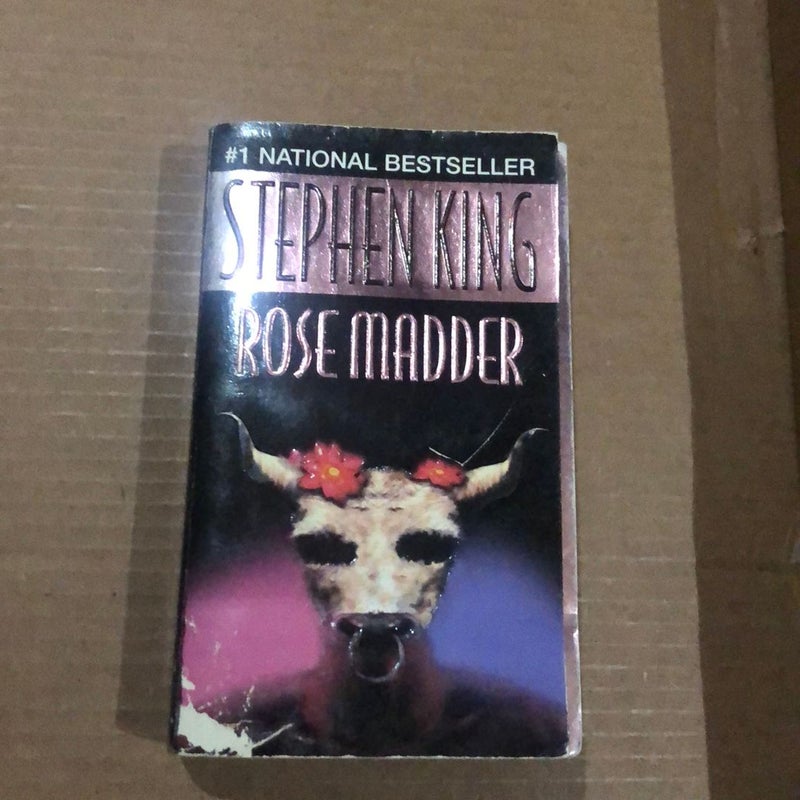 #1 NATIONAL BESTSELLER
STEPHEN KING
ROSE MADDER